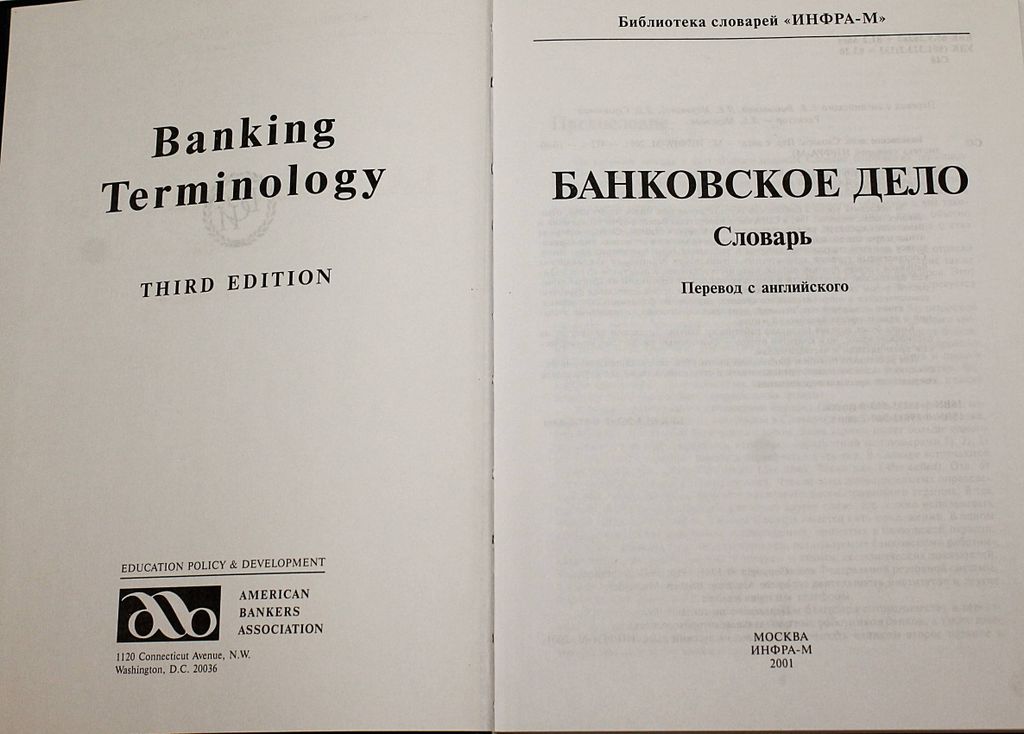 Banking
Terminology
THIRD EDITION
EDUCATION POLICY & DEVELOPMENT
AMERICAN
BANKERS
ASSOCIATION
1120 Connecticut Avenue, N.W.
Washington, D.C. 20036
Библиотека словарей «ИНФРА-М»
БАНКОВСКОЕ ДЕЛО
Словарь
Перевод с английского
МОСКВА
ИНФРА-М
2001